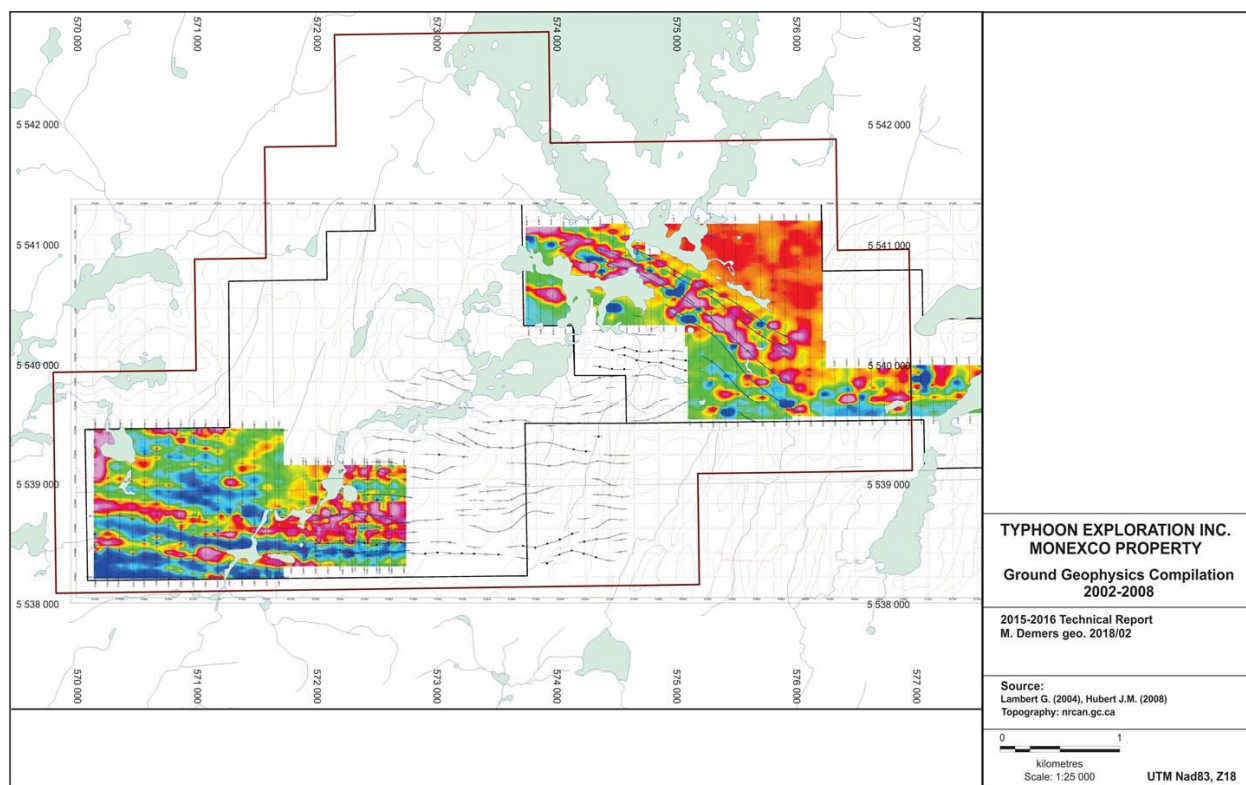 570 000
571 000
572 000
573 000
574 000
575 000
576 000
577 000
5 542 000
5 542 000
5 541 000
5 541 000
5 540 000
5 540 000
5 539 000
5 539 000
5 538 000
5 538 000
570 000
571 000
572 000
573 000
574 000
575 000
576 000
577 000
TYPHOON EXPLORATION INC.
MONEXCO PROPERTY
Ground Geophysics Compilation
2002-2008
2015-2016 Technical Report
M. Demers geo. 2018/02
Source:
Lambert G. (2004), Hubert J.M. (2008)
Topography: nrcan.gc.ca
0 1
kilometres
Scale: 1:25 000
UTM Nad83, Z18